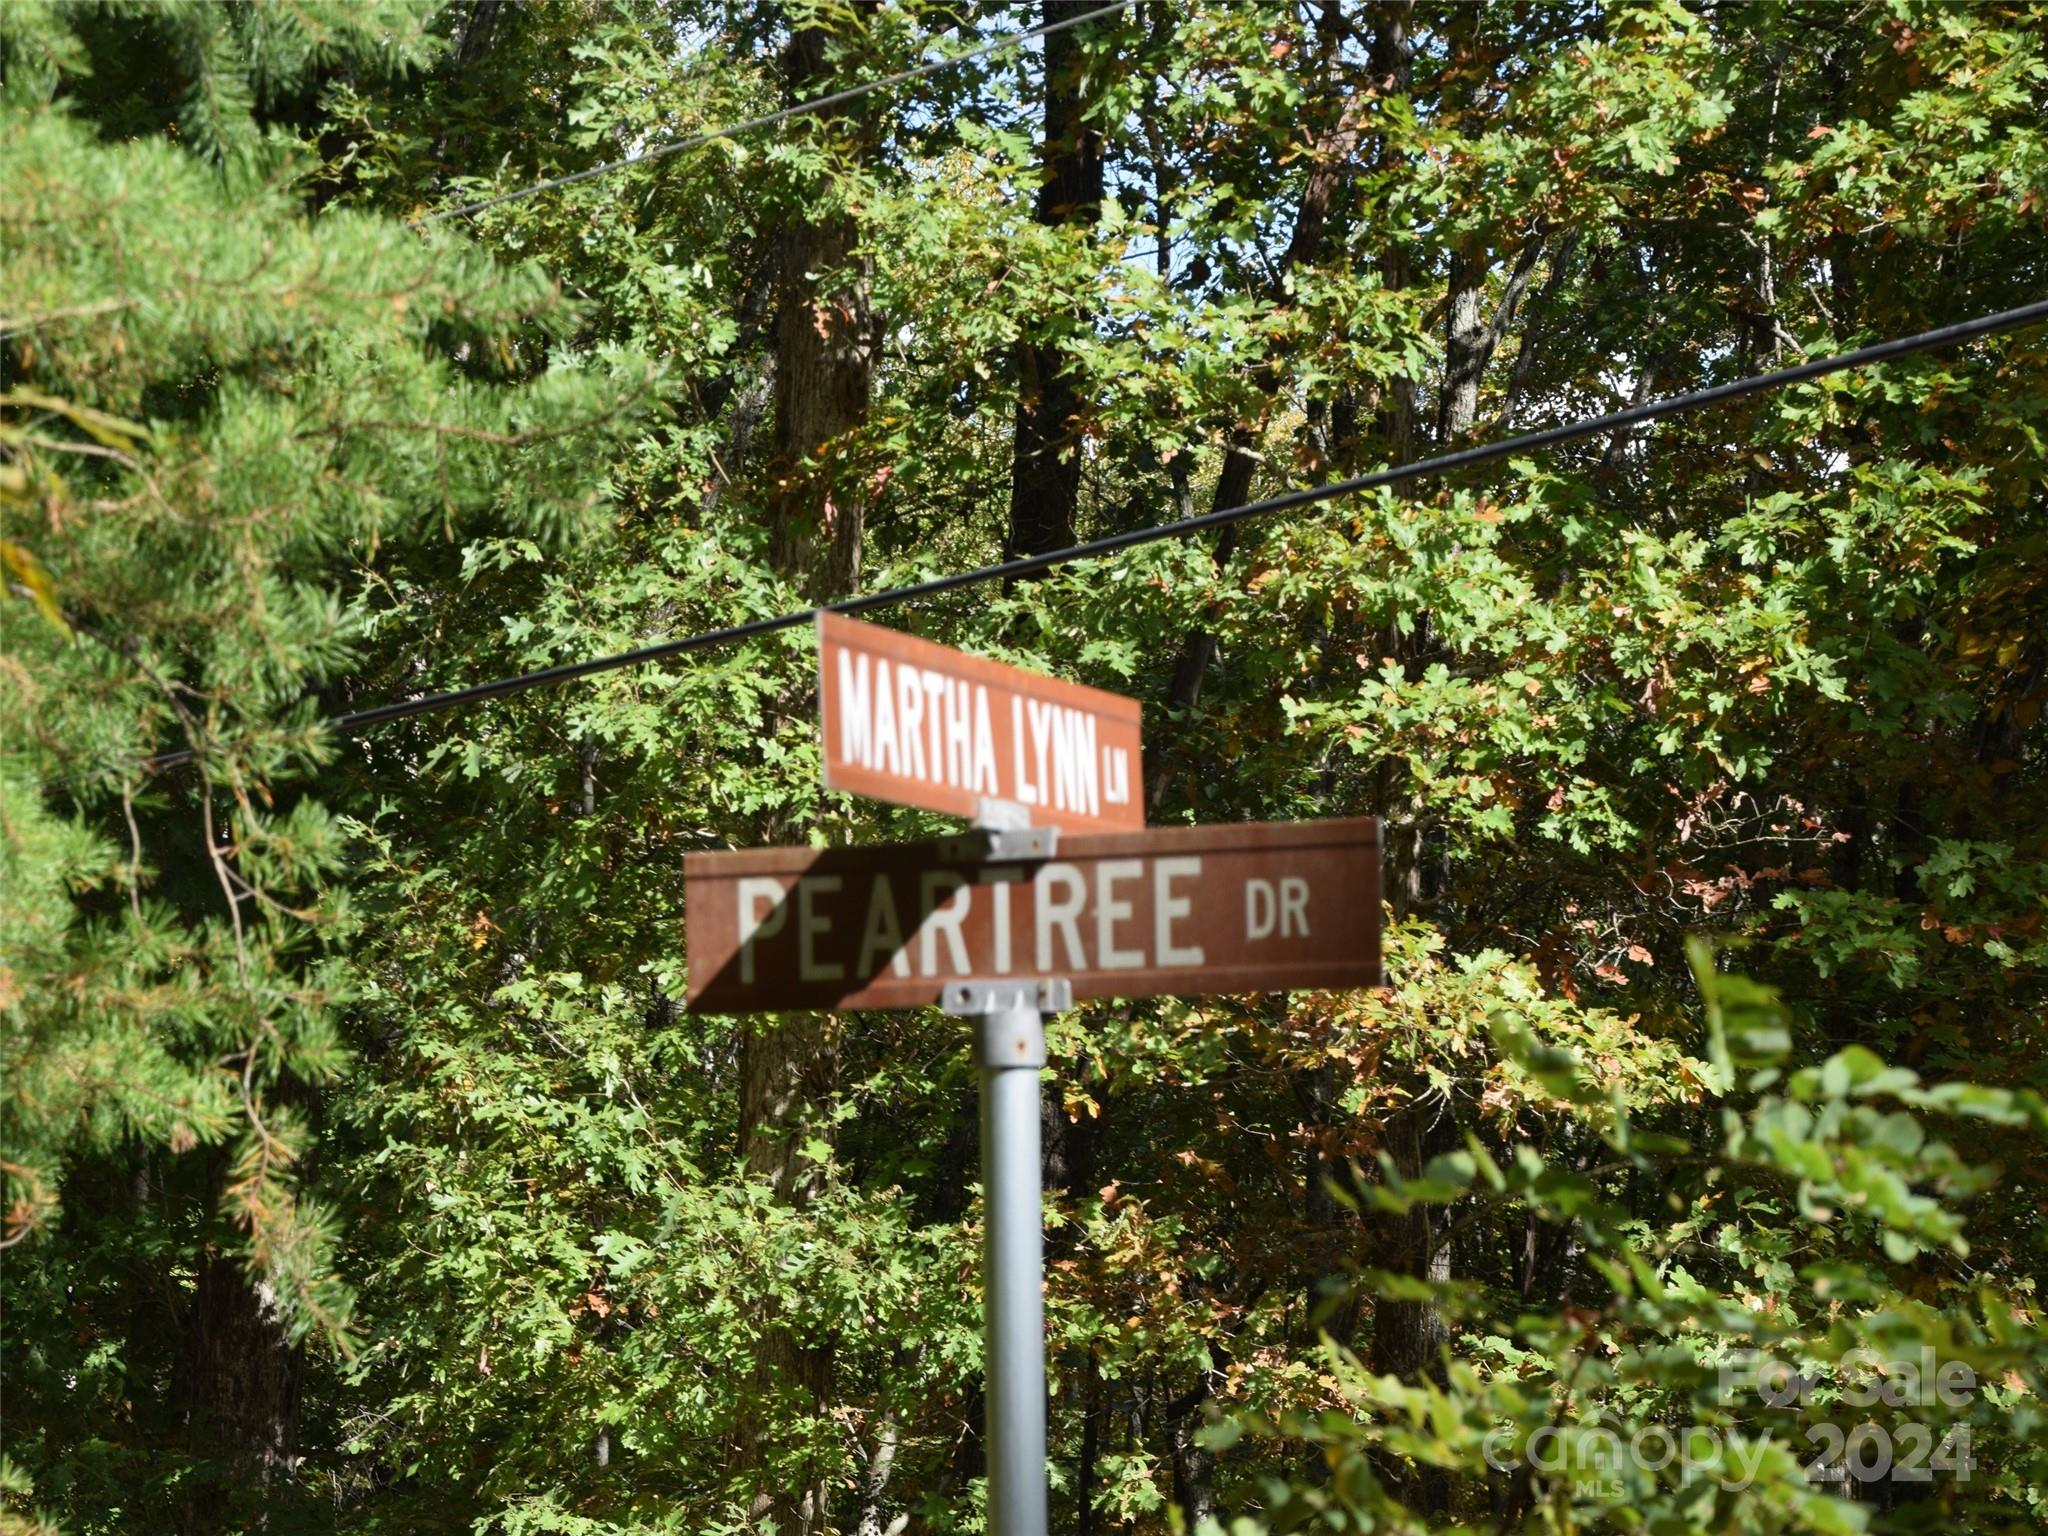 MARTHA LYNN LN
PEARTREE DR
For Sale
canopy 2024
MLS